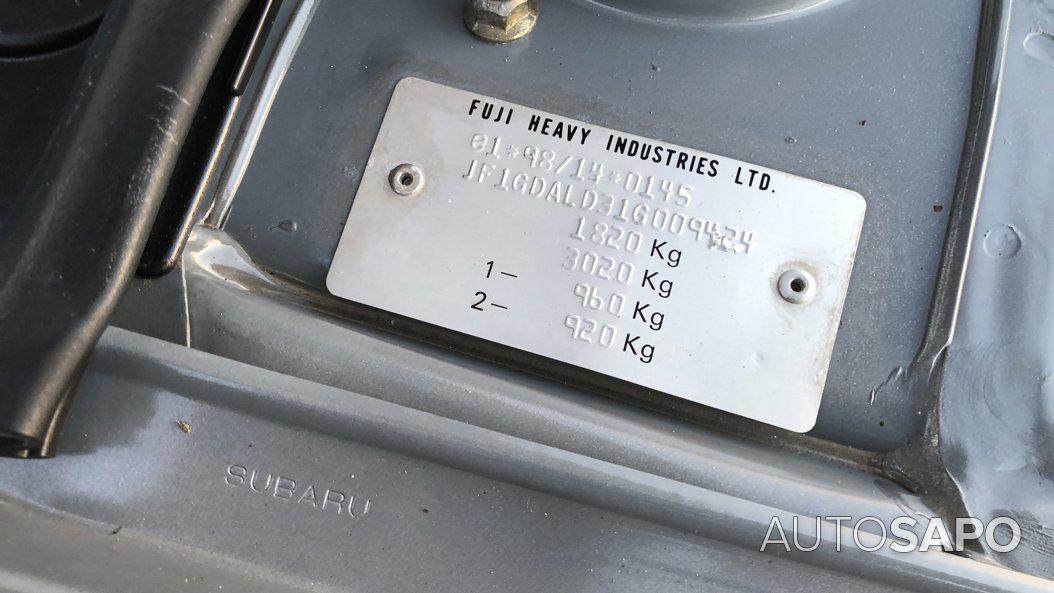 FUJI HEAVY INDUSTRIES LTD.
e1*98/14*0145
JF1GDALD31G009424
1820 Kg
3020 Kg
1– 960 Kg
2– 920 Kg
SUBARU
AUTOSAPO